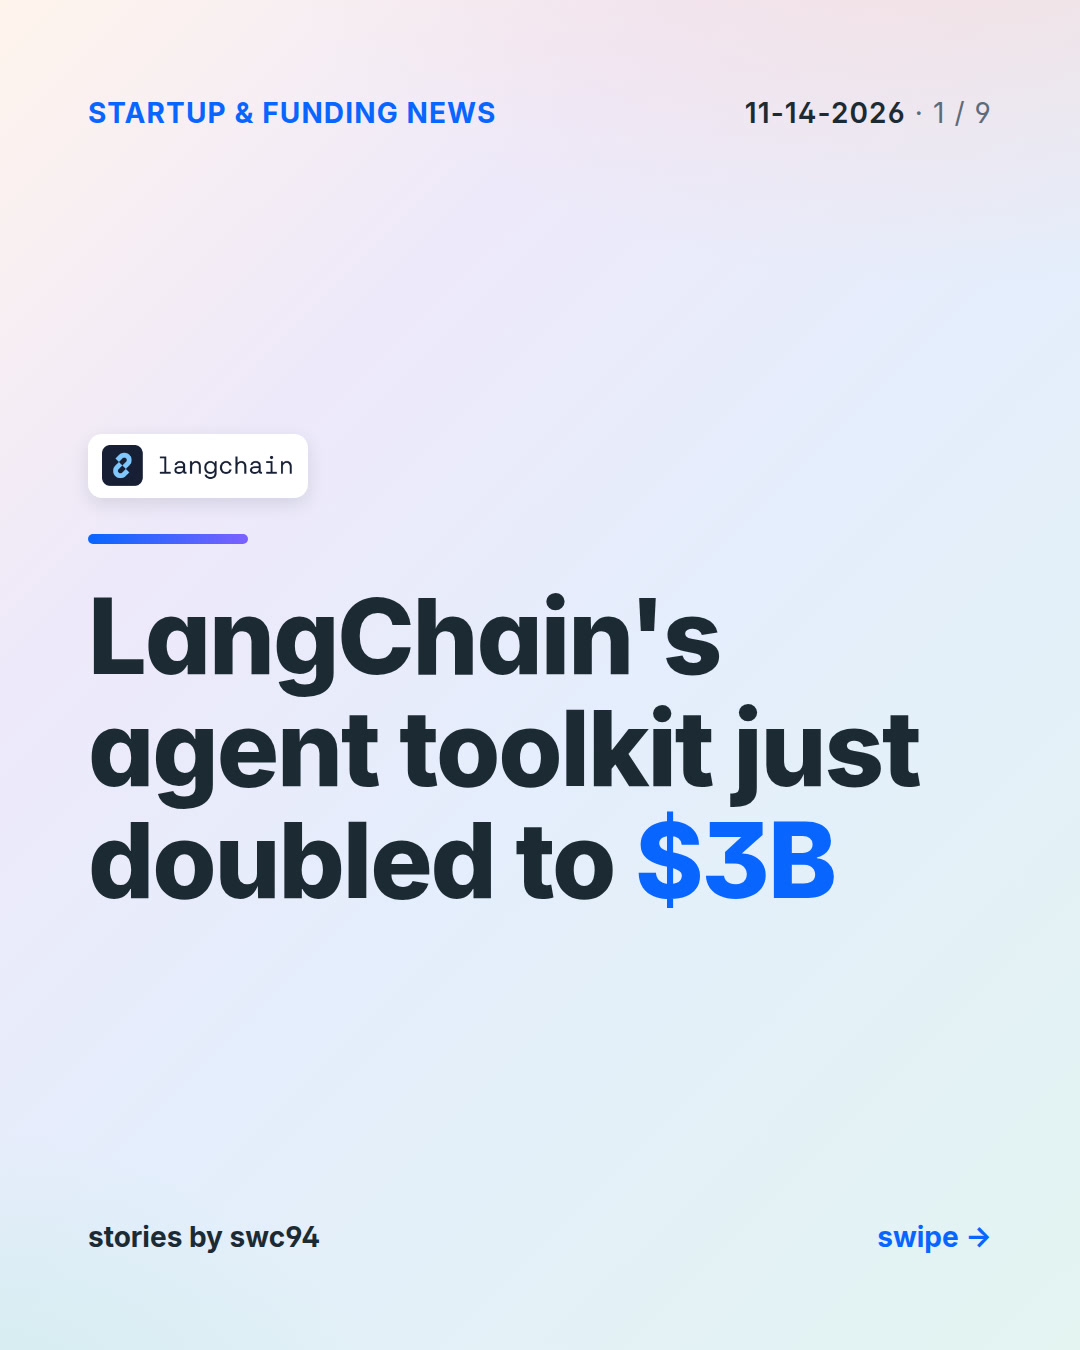 STARTUP & FUNDING NEWS
11-14-2026 · 1 / 9
langchain
LangChain's
agent toolkit just
doubled to $3B
stories by swc94
swipe →